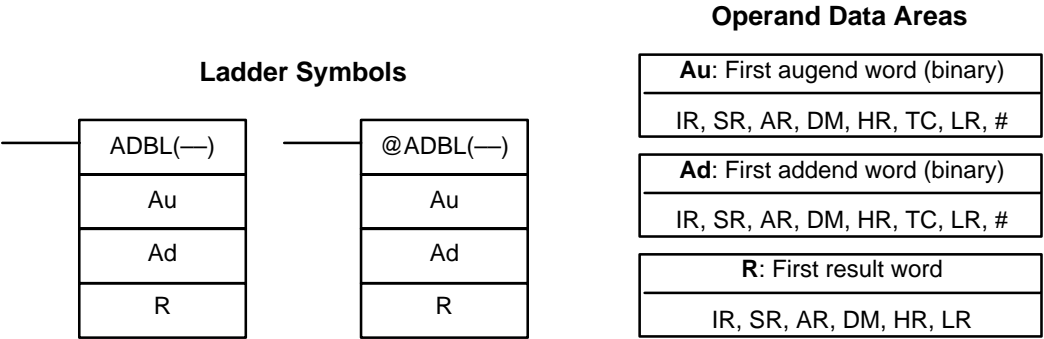 Ladder Symbols
ADBL(––)
Au
Ad
R
@ADBL(––)
Au
Ad
R
Operand Data Areas
Au: First augend word (binary)
IR, SR, AR, DM, HR, TC, LR, #
Ad: First addend word (binary)
IR, SR, AR, DM, HR, TC, LR, #
R: First result word
IR, SR, AR, DM, HR, LR